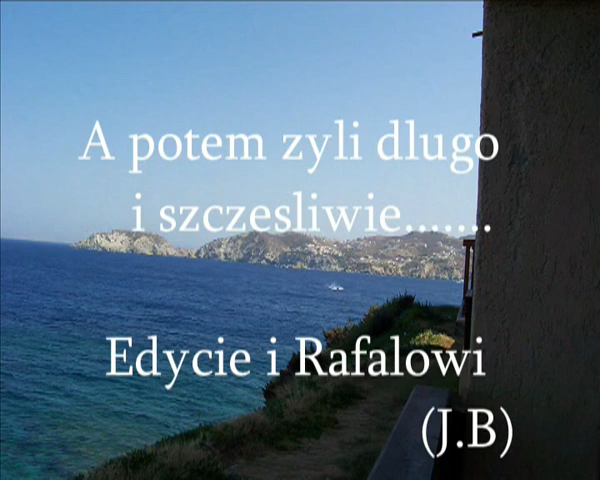 A potem zyli dlugo
i szczesliwie.......
Edycie i Rafalowi
(J.B)